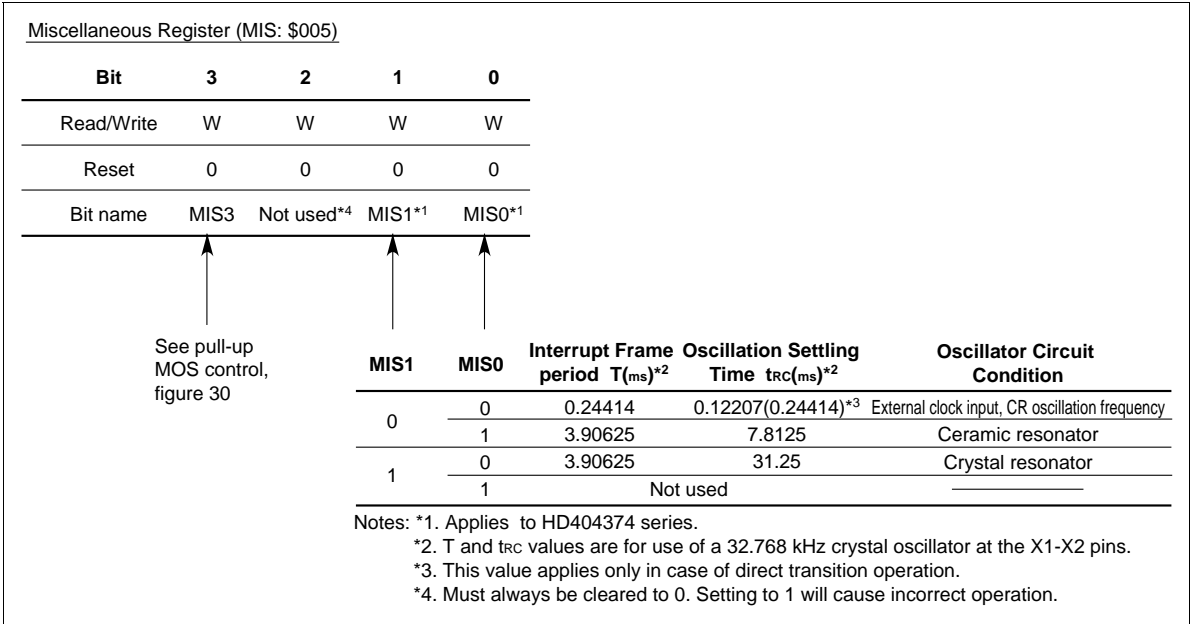 Miscellaneous Register (MIS: $005)
Bit 3 2 1 0
Read/Write W W W W
Reset 0 0 0 0
Bit name MIS3 Not used*4 MIS1*1 MIS0*1
See pull-up
MOS control,
figure 30
MIS1 MIS0 Interrupt Frame period T(ms)*2 Oscillation Settling Time tRC(ms)*2 Oscillator Circuit Condition
0 0 0.24414 0.12207(0.24414)*3 External clock input, CR oscillation frequency
1 3.90625 7.8125 Ceramic resonator
1 0 3.90625 31.25 Crystal resonator
1 Not used
Notes: *1. Applies to HD404374 series.
*2. T and tRC values are for use of a 32.768 kHz crystal oscillator at the X1-X2 pins.
*3. This value applies only in case of direct transition operation.
*4. Must always be cleared to 0. Setting to 1 will cause incorrect operation.